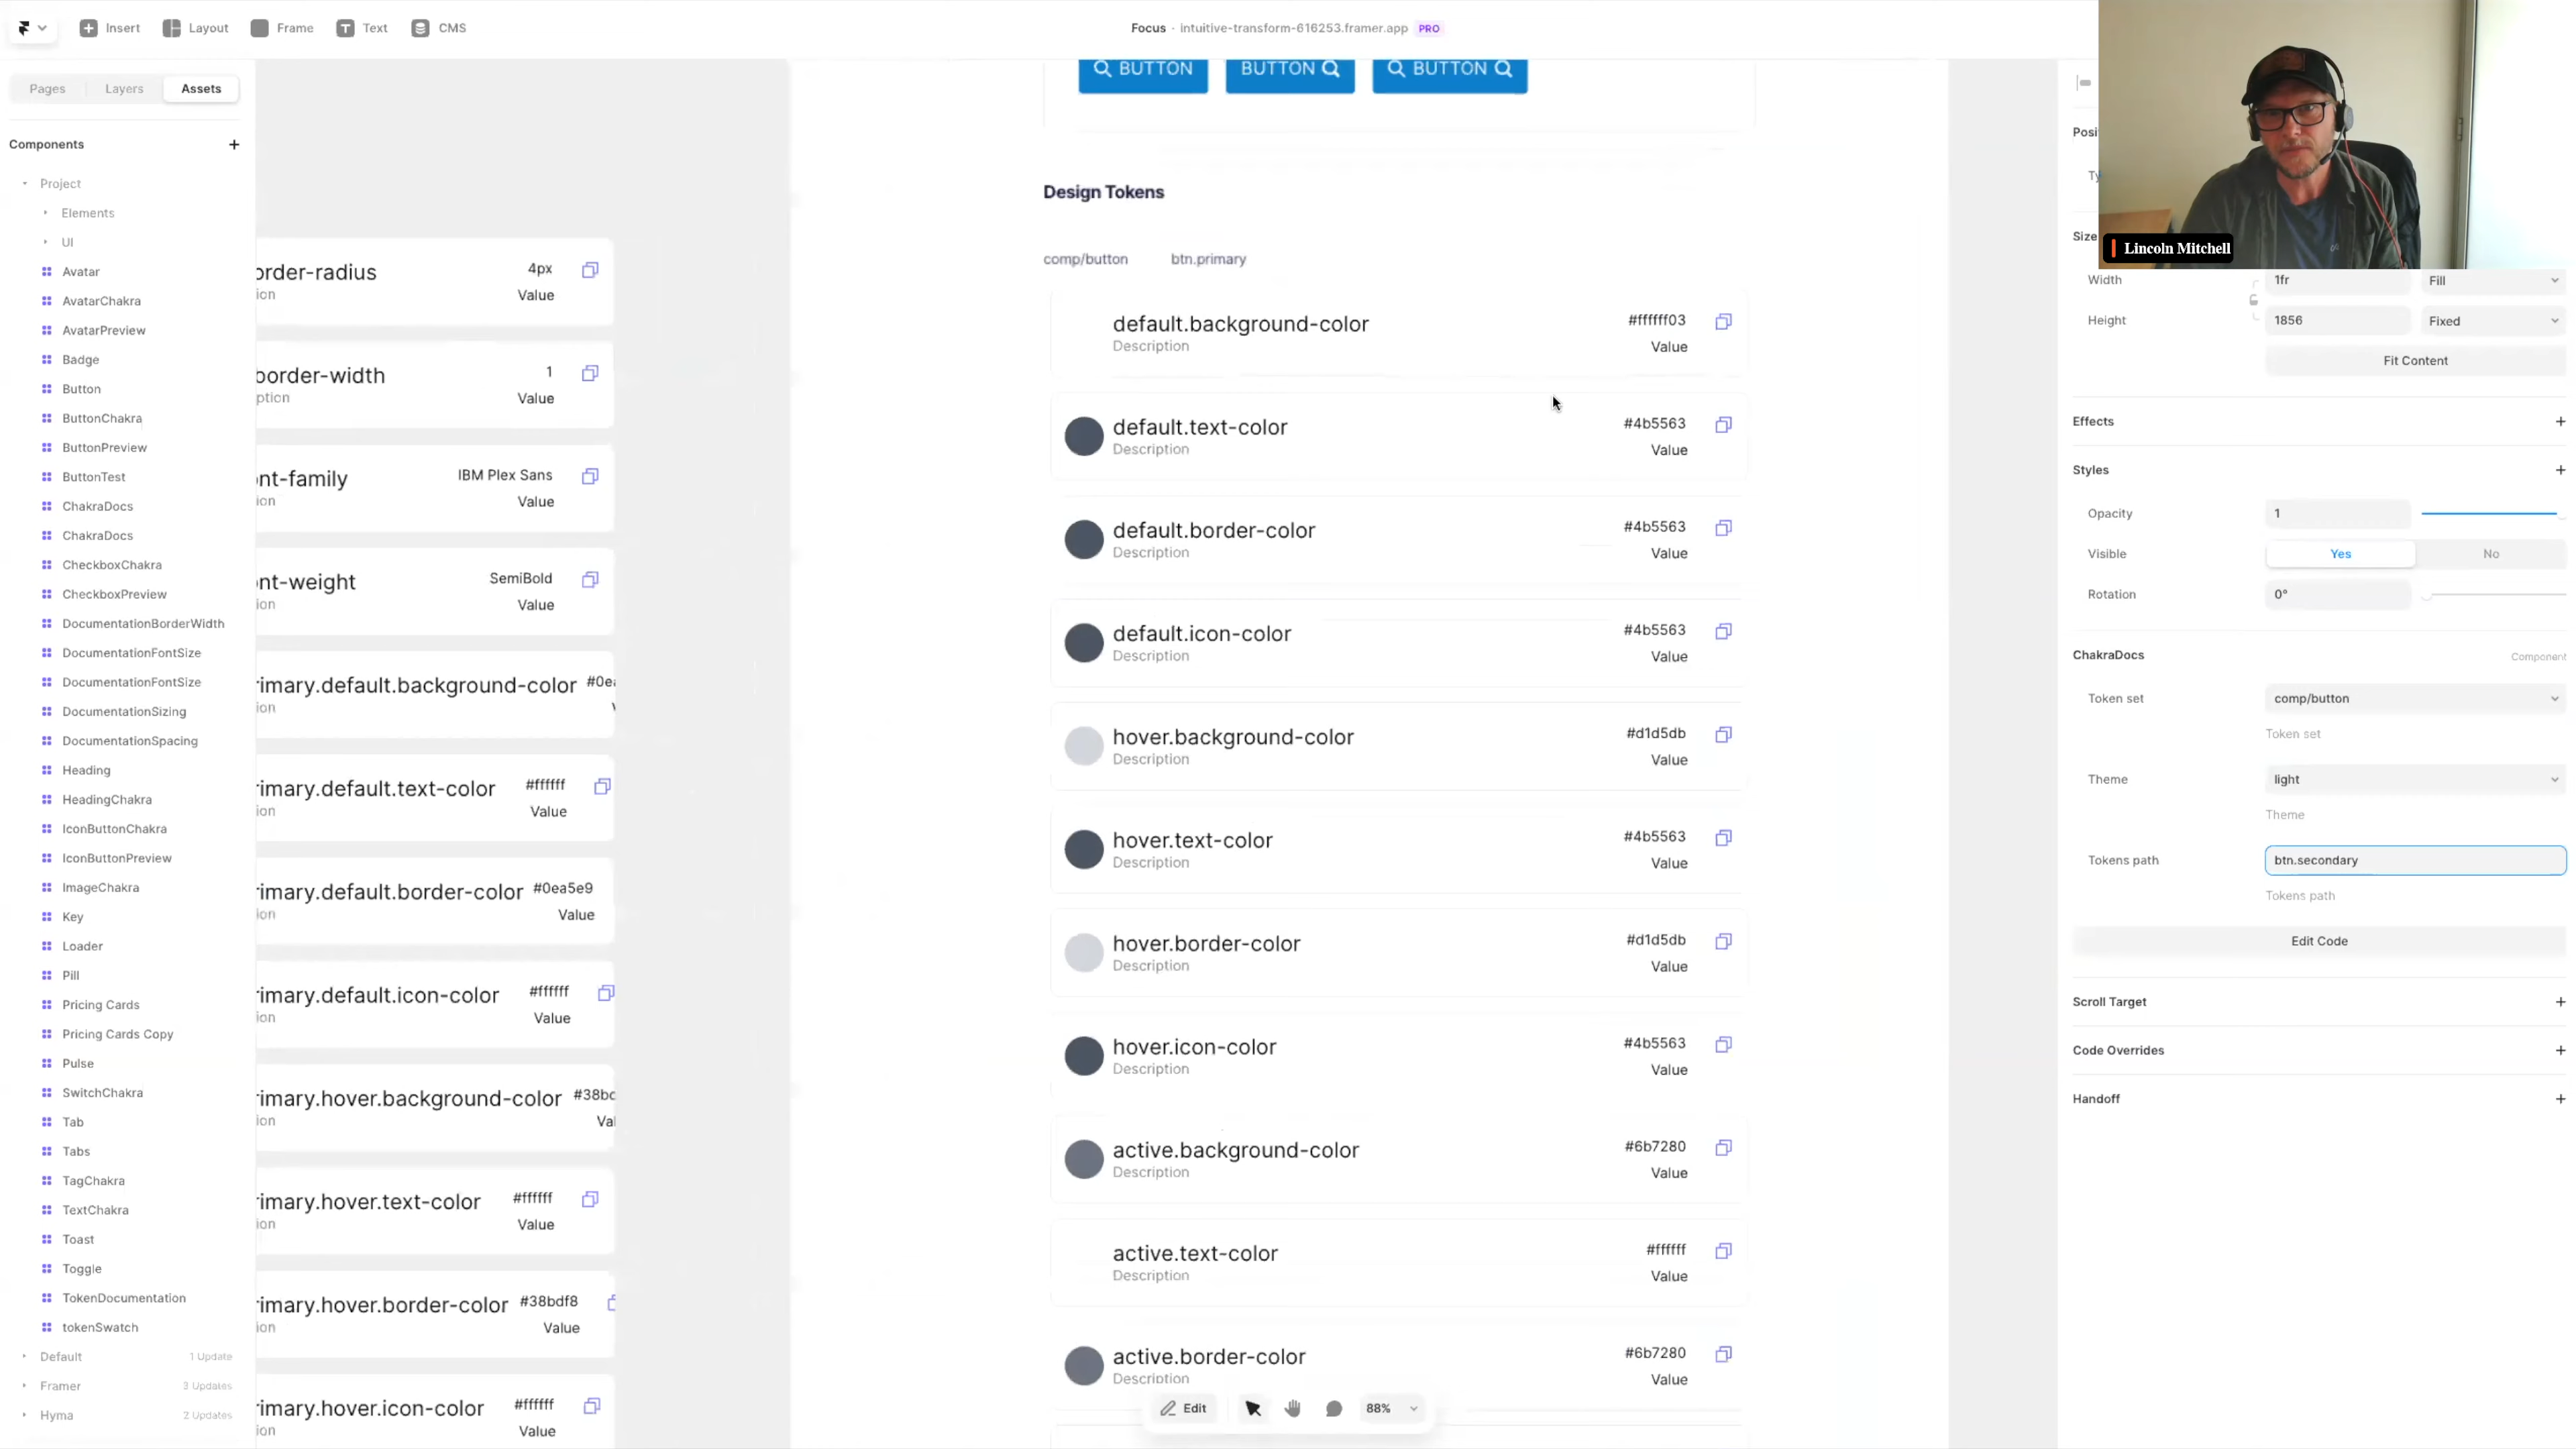 Insert
Layout
Frame
Text
CMS
Focus · intuitive-transform-616253.framer.app PRO
Pages
Layers
Assets
Components
Project
Elements
UI
Avatar
AvatarChakra
AvatarPreview
Badge
Button
ButtonChakra
ButtonPreview
ButtonTest
ChakraDocs
ChakraDocs
CheckboxChakra
CheckboxPreview
DocumentationBorderWidth
DocumentationFontSize
DocumentationFontSize
DocumentationSizing
DocumentationSpacing
Heading
HeadingChakra
IconButtonChakra
IconButtonPreview
ImageChakra
Key
Loader
Pill
Pricing Cards
Pricing Cards Copy
Pulse
SwitchChakra
Tab
Tabs
TagChakra
TextChakra
Toast
Toggle
TokenDocumentation
tokenSwatch
Default 1 Update
Framer 3 Updates
Hyma 2 Updates
order-radius 4px
ion Value
border-width 1
ption Value
nt-family IBM Plex Sans
ion Value
nt-weight SemiBold
ion Value
rimary.default.background-color #0ea
ion
rimary.default.text-color #ffffff
ion Value
rimary.default.border-color #0ea5e9
ion Value
rimary.default.icon-color #ffffff
ion Value
rimary.hover.background-color #38bd
ion Val
rimary.hover.text-color #ffffff
ion Value
rimary.hover.border-color #38bdf8
ion Value
rimary.hover.icon-color #ffffff
ion Value
BUTTON
BUTTON
BUTTON
Design Tokens
comp/button btn.primary
default.background-color #ffffff03
Description Value
default.text-color #4b5563
Description Value
default.border-color #4b5563
Description Value
default.icon-color #4b5563
Description Value
hover.background-color #d1d5db
Description Value
hover.text-color #4b5563
Description Value
hover.border-color #d1d5db
Description Value
hover.icon-color #4b5563
Description Value
active.background-color #6b7280
Description Value
active.text-color #ffffff
Description Value
active.border-color #6b7280
Description Value
Edit
88%
Lincoln Mitchell
Posi
Ty
Size
Width 1fr Fill
Height 1856 Fixed
Fit Content
Effects
Styles
Opacity 1
Visible Yes No
Rotation 0°
ChakraDocs Component
Token set comp/button
Token set
Theme light
Theme
Tokens path btn.secondary
Tokens path
Edit Code
Scroll Target
Code Overrides
Handoff